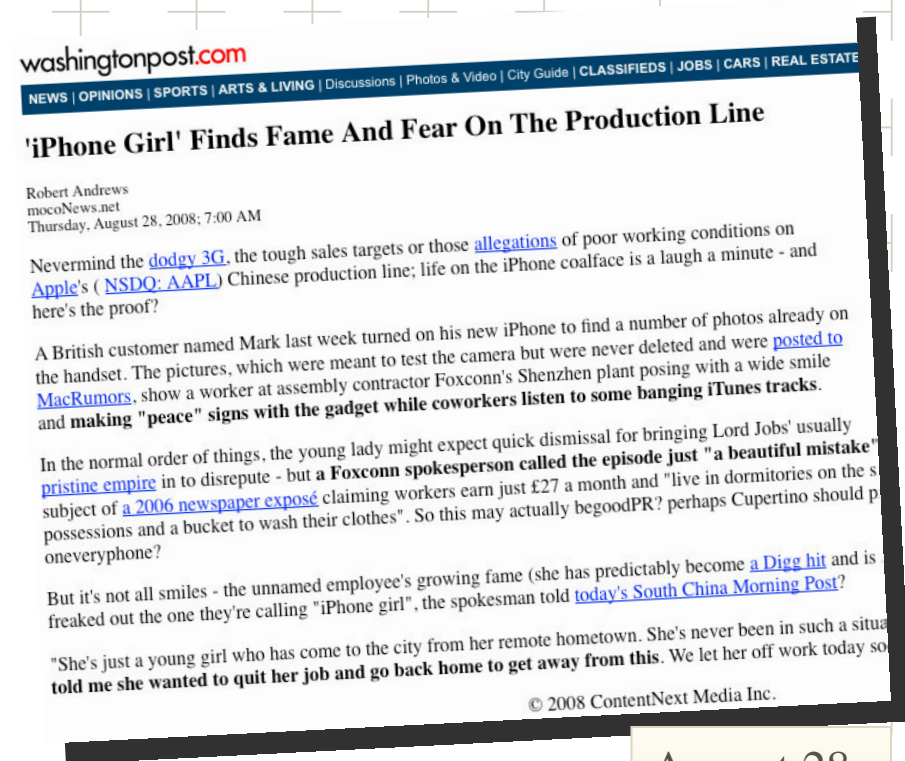 washingtonpost.com
NEWS | OPINIONS | SPORTS | ARTS & LIVING | Discussions | Photos & Video | City Guide | CLASSIFIEDS | JOBS | CARS | REAL ESTATE
'iPhone Girl' Finds Fame And Fear On The Production Line
Robert Andrews
mocoNews.net
Thursday, August 28, 2008; 7:00 AM
Nevermind the dodgy 3G, the tough sales targets or those allegations of poor working conditions on
Apple's ( NSDQ: AAPL) Chinese production line; life on the iPhone coalface is a laugh a minute - and
here's the proof?
A British customer named Mark last week turned on his new iPhone to find a number of photos already on
the handset. The pictures, which were meant to test the camera but were never deleted and were posted to
MacRumors, show a worker at assembly contractor Foxconn's Shenzhen plant posing with a wide smile
and making "peace" signs with the gadget while coworkers listen to some banging iTunes tracks.
In the normal order of things, the young lady might expect quick dismissal for bringing Lord Jobs' usually
pristine empire in to disrepute - but a Foxconn spokesperson called the episode just "a beautiful mistake"
subject of a 2006 newspaper exposé claiming workers earn just £27 a month and "live in dormitories on the s
possessions and a bucket to wash their clothes". So this may actually begoodPR? perhaps Cupertino should p
oneveryphone?
But it's not all smiles - the unnamed employee's growing fame (she has predictably become a Digg hit and is
freaked out the one they're calling "iPhone girl", the spokesman told today's South China Morning Post?
"She's just a young girl who has come to the city from her remote hometown. She's never been in such a situa
told me she wanted to quit her job and go back home to get away from this. We let her off work today so
© 2008 ContentNext Media Inc.
August 28